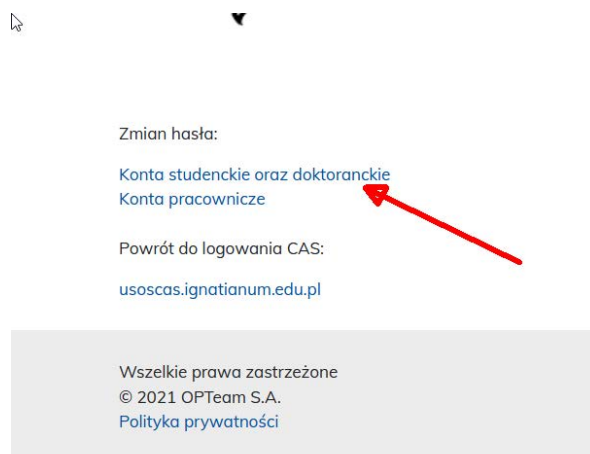 Zmian hasła:
Konta studenckie oraz doktoranckie
Konta pracownicze
Powrót do logowania CAS:
usoscas.ignatianum.edu.pl
Wszelkie prawa zastrzeżone
© 2021 OPTeam S.A.
Polityka prywatności